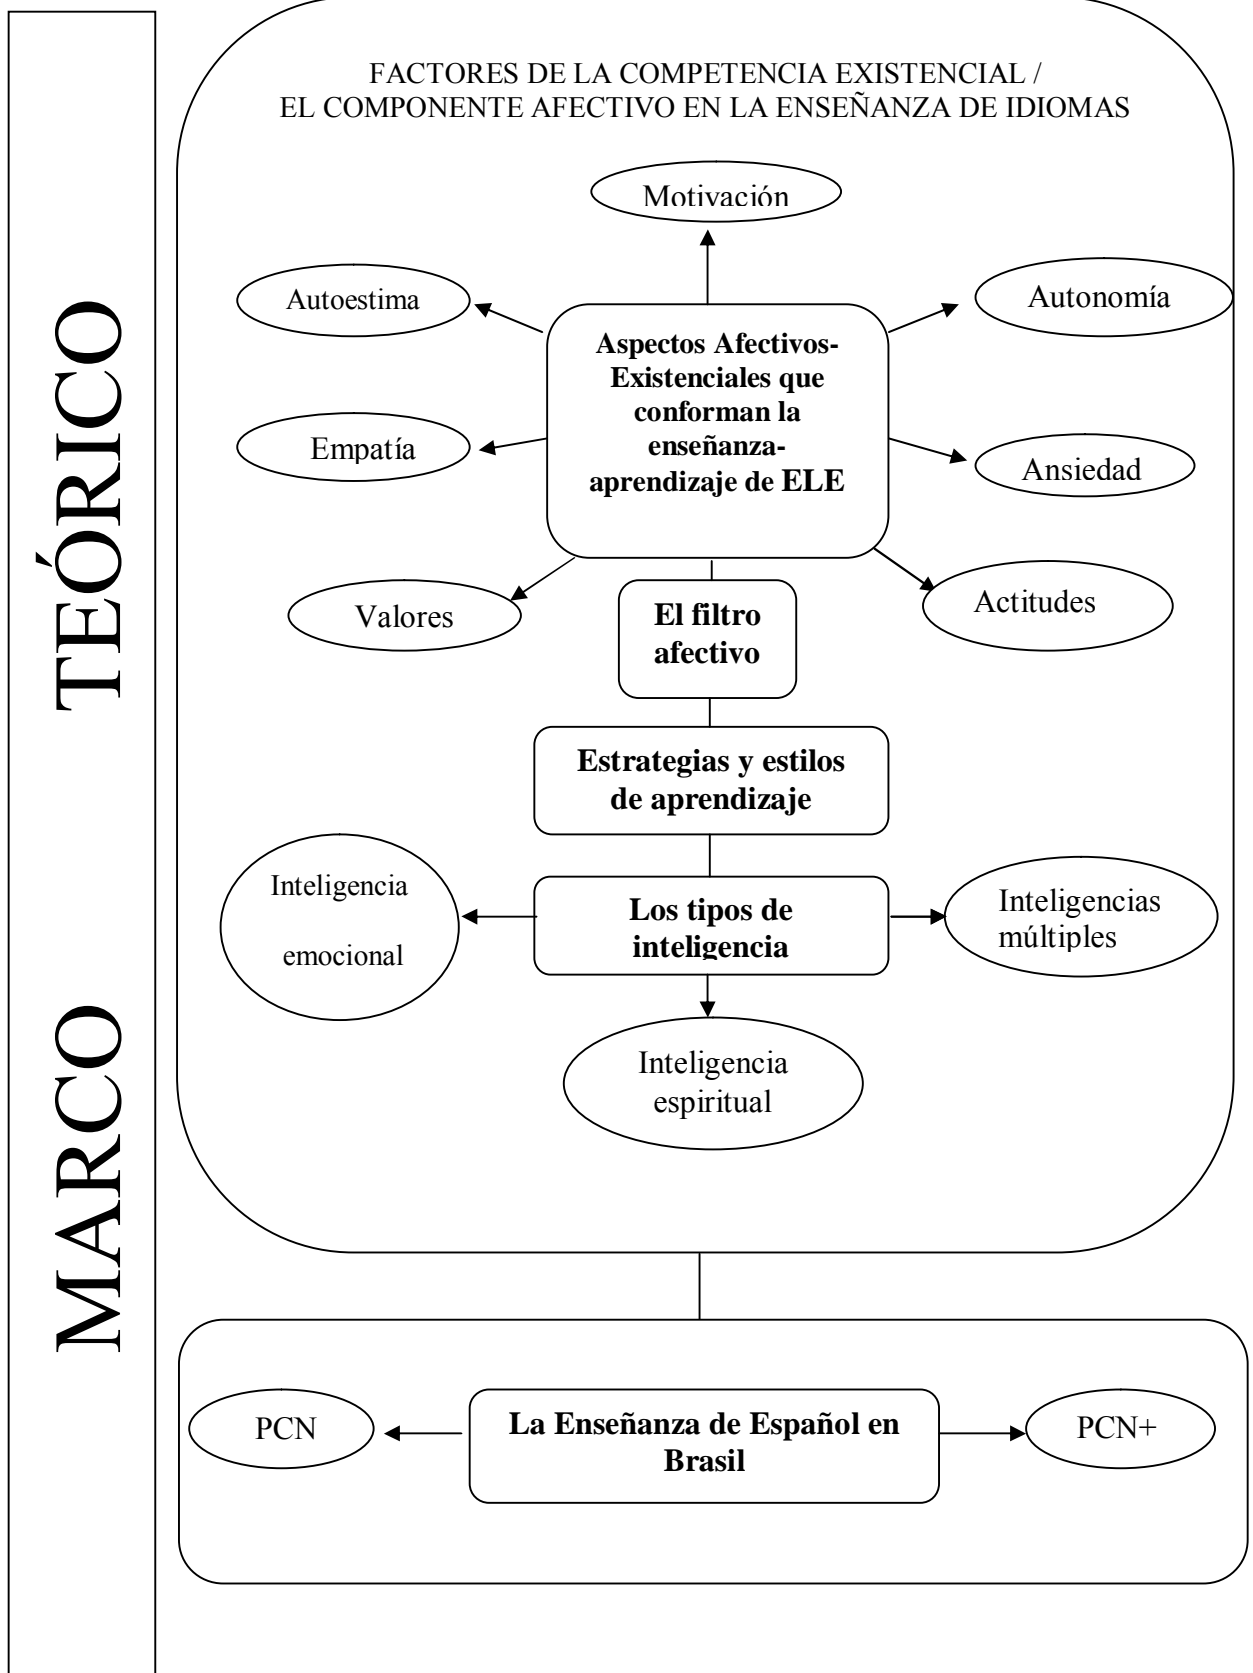 MARCO TEÓRICO
FACTORES DE LA COMPETENCIA EXISTENCIAL /
EL COMPONENTE AFECTIVO EN LA ENSEÑANZA DE IDIOMAS
Motivación
Autoestima
Autonomía
Aspectos Afectivos-
Existenciales que
conforman la
enseñanza-
aprendizaje de ELE
Empatía
Ansiedad
Valores
Actitudes
El filtro
afectivo
Estrategias y estilos
de aprendizaje
Inteligencia
emocional
Los tipos de
inteligencia
Inteligencias
múltiples
Inteligencia
espiritual
PCN
La Enseñanza de Español en
Brasil
PCN+